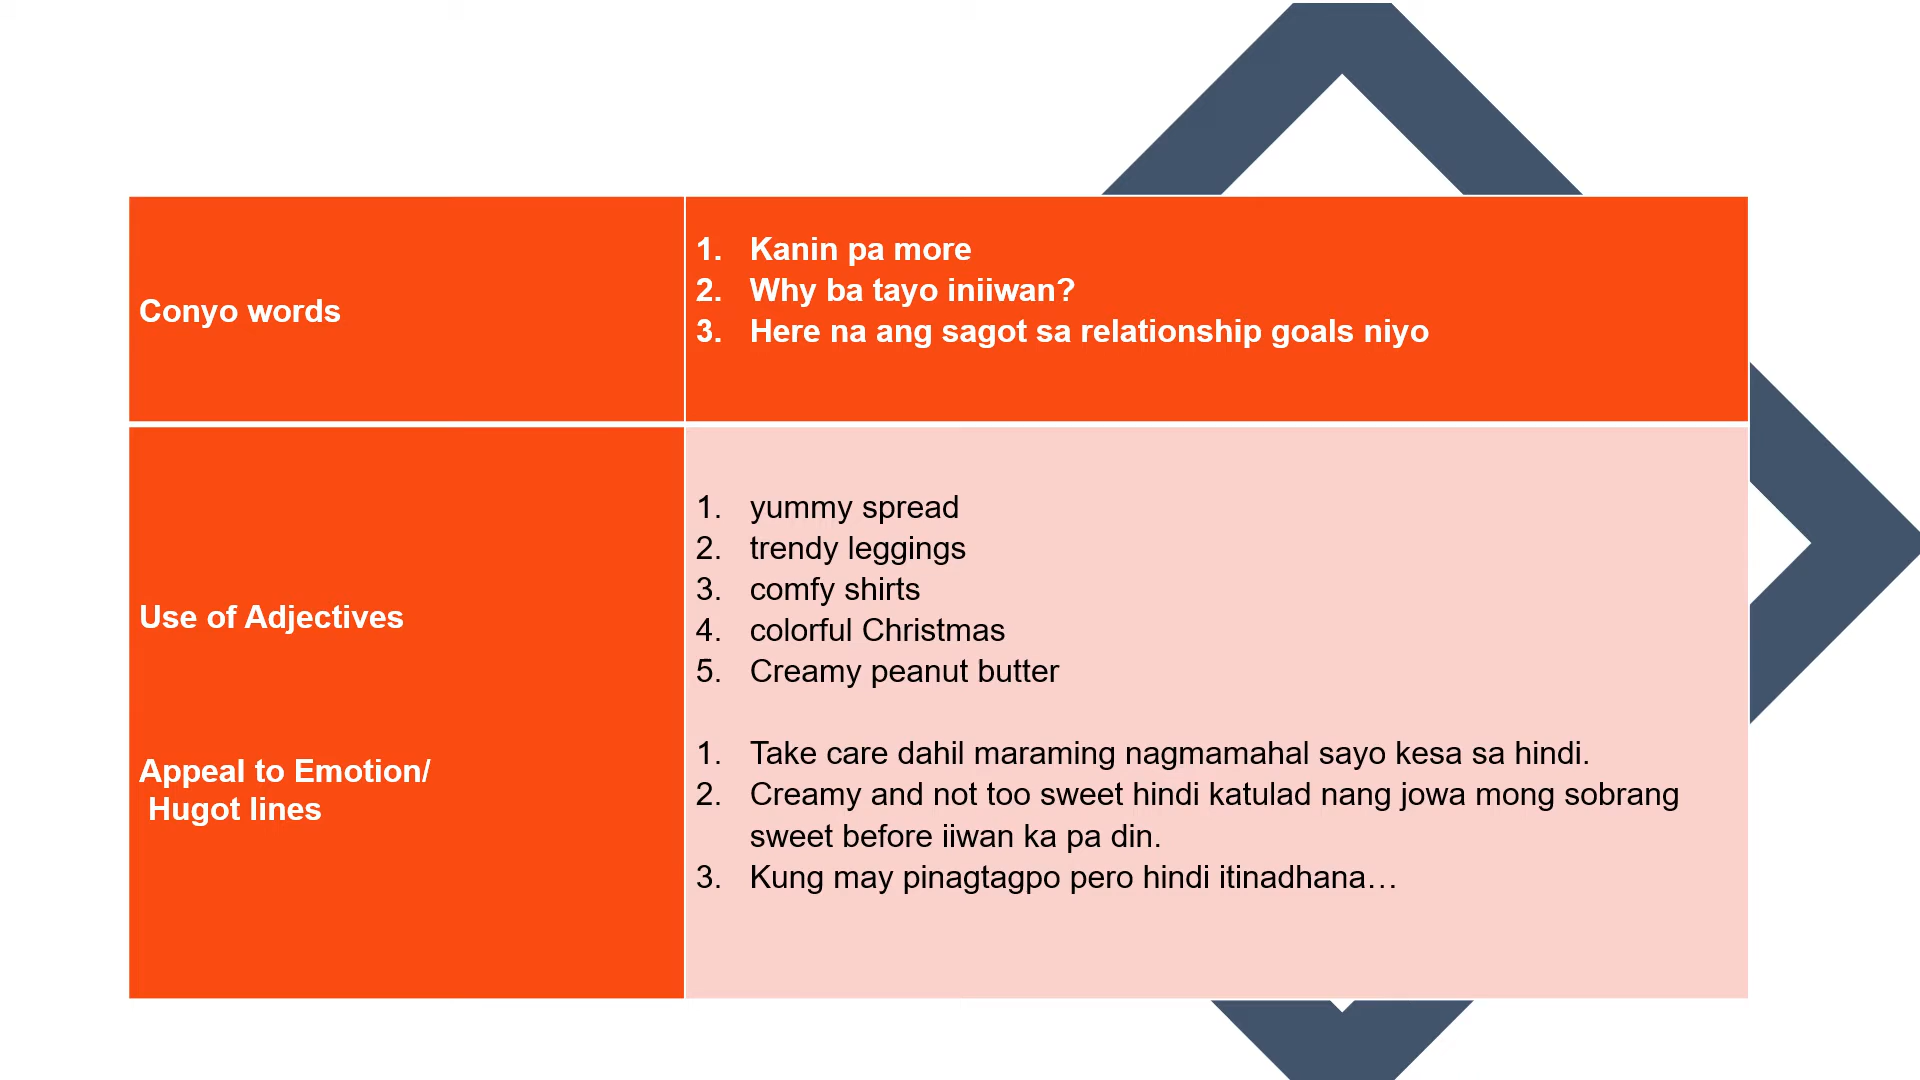 Conyo words
1. Kanin pa more
2. Why ba tayo iniiwan?
3. Here na ang sagot sa relationship goals niyo
Use of Adjectives
1. yummy spread
2. trendy leggings
3. comfy shirts
4. colorful Christmas
5. Creamy peanut butter
Appeal to Emotion/
Hugot lines
1. Take care dahil maraming nagmamahal sayo kesa sa hindi.
2. Creamy and not too sweet hindi katulad nang jowa mong sobrang
sweet before iiwan ka pa din.
3. Kung may pinagtagpo pero hindi itinadhana…